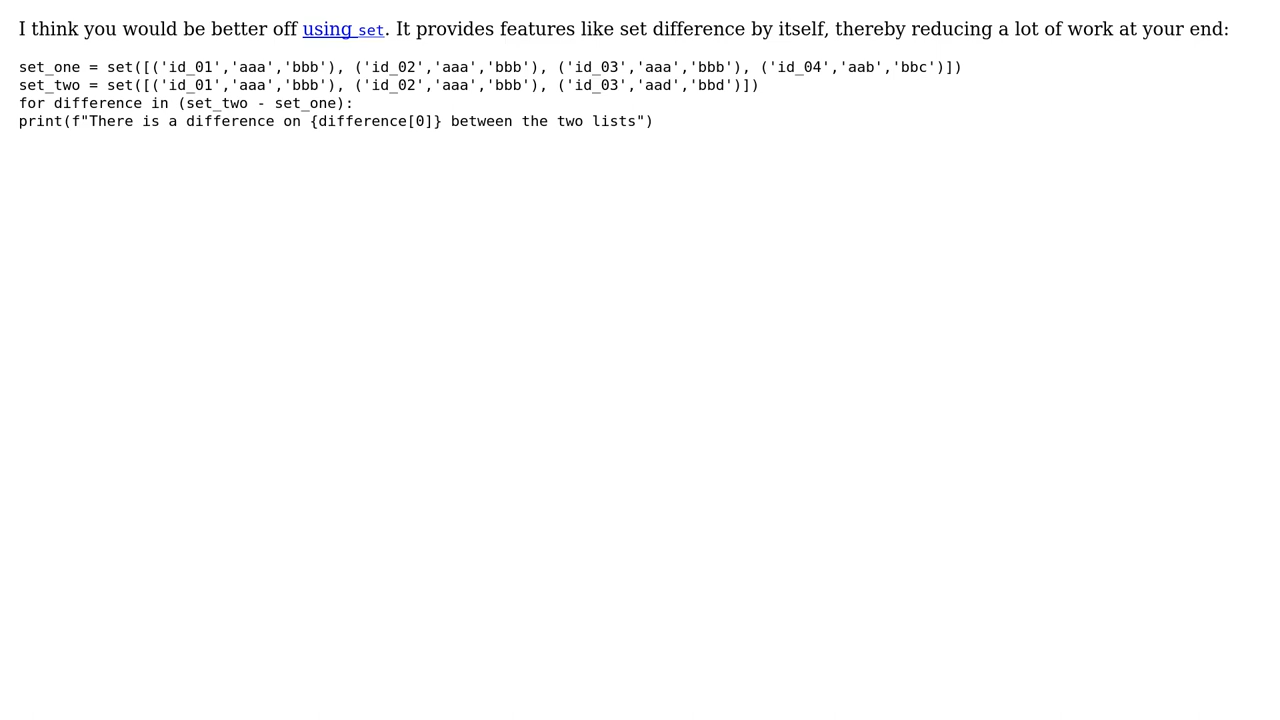 I think you would be better off using set. It provides features like set difference by itself, thereby reducing a lot of work at your end:
set_one = set([('id_01','aaa','bbb'), ('id_02','aaa','bbb'), ('id_03','aaa','bbb'), ('id_04','aab','bbc')])
set_two = set([('id_01','aaa','bbb'), ('id_02','aaa','bbb'), ('id_03','aad','bbd')])
for difference in (set_two - set_one):
print(f"There is a difference on {difference[0]} between the two lists")